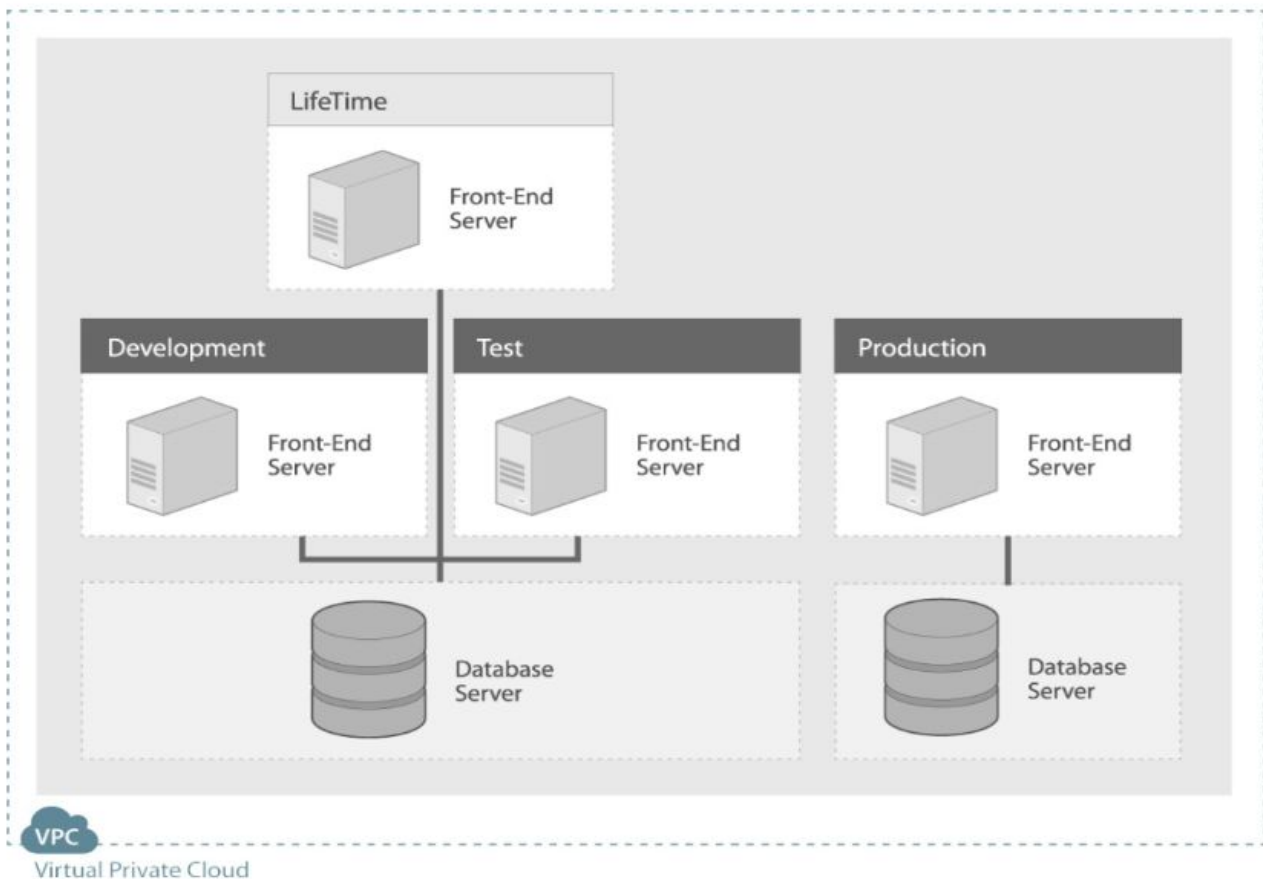 LifeTime
Front-End
Server
Development
Front-End
Server
Test
Front-End
Server
Production
Front-End
Server
Database
Server
Database
Server
VPC
Virtual Private Cloud